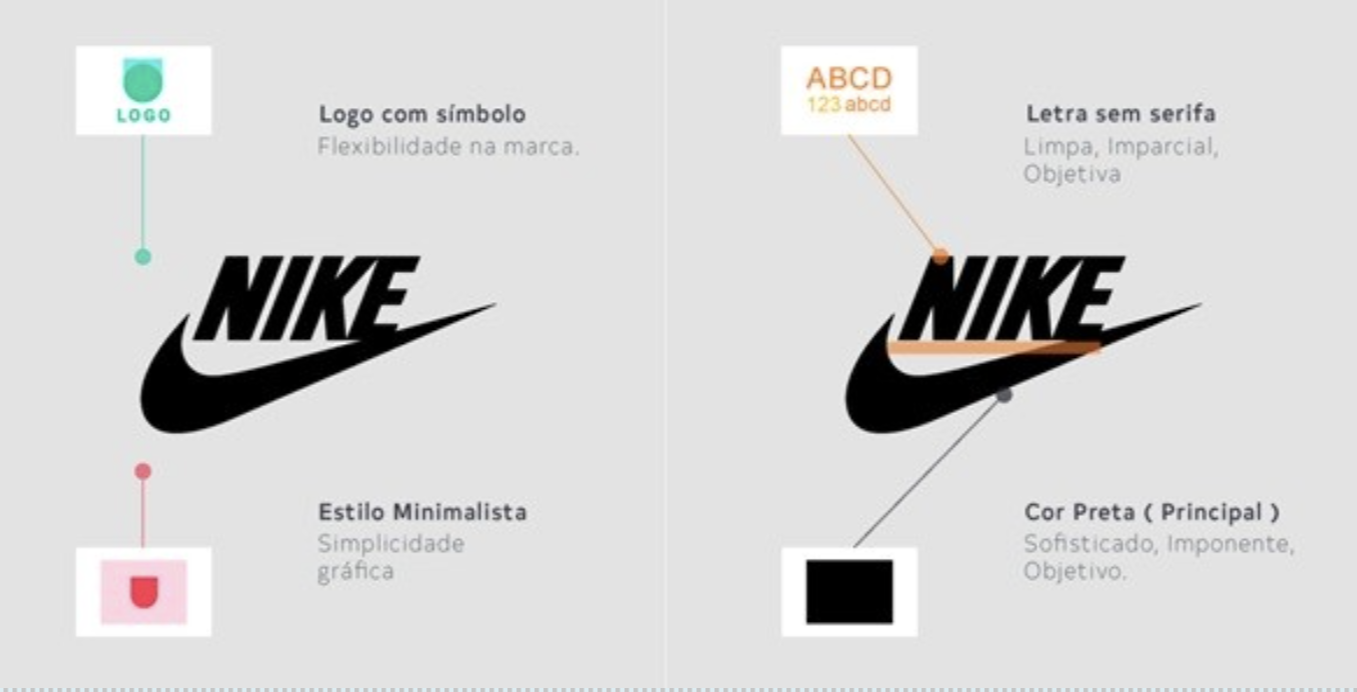 LOGO
Logo com símbolo
Flexibilidade na marca.
NIKE
Estilo Minimalista
Simplicidade
gráfica
ABCD
123 abcd
Letra sem serifa
Limpa, Imparcial,
Objetiva
NIKE
Cor Preta ( Principal )
Sofisticado, Imponente,
Objetivo.